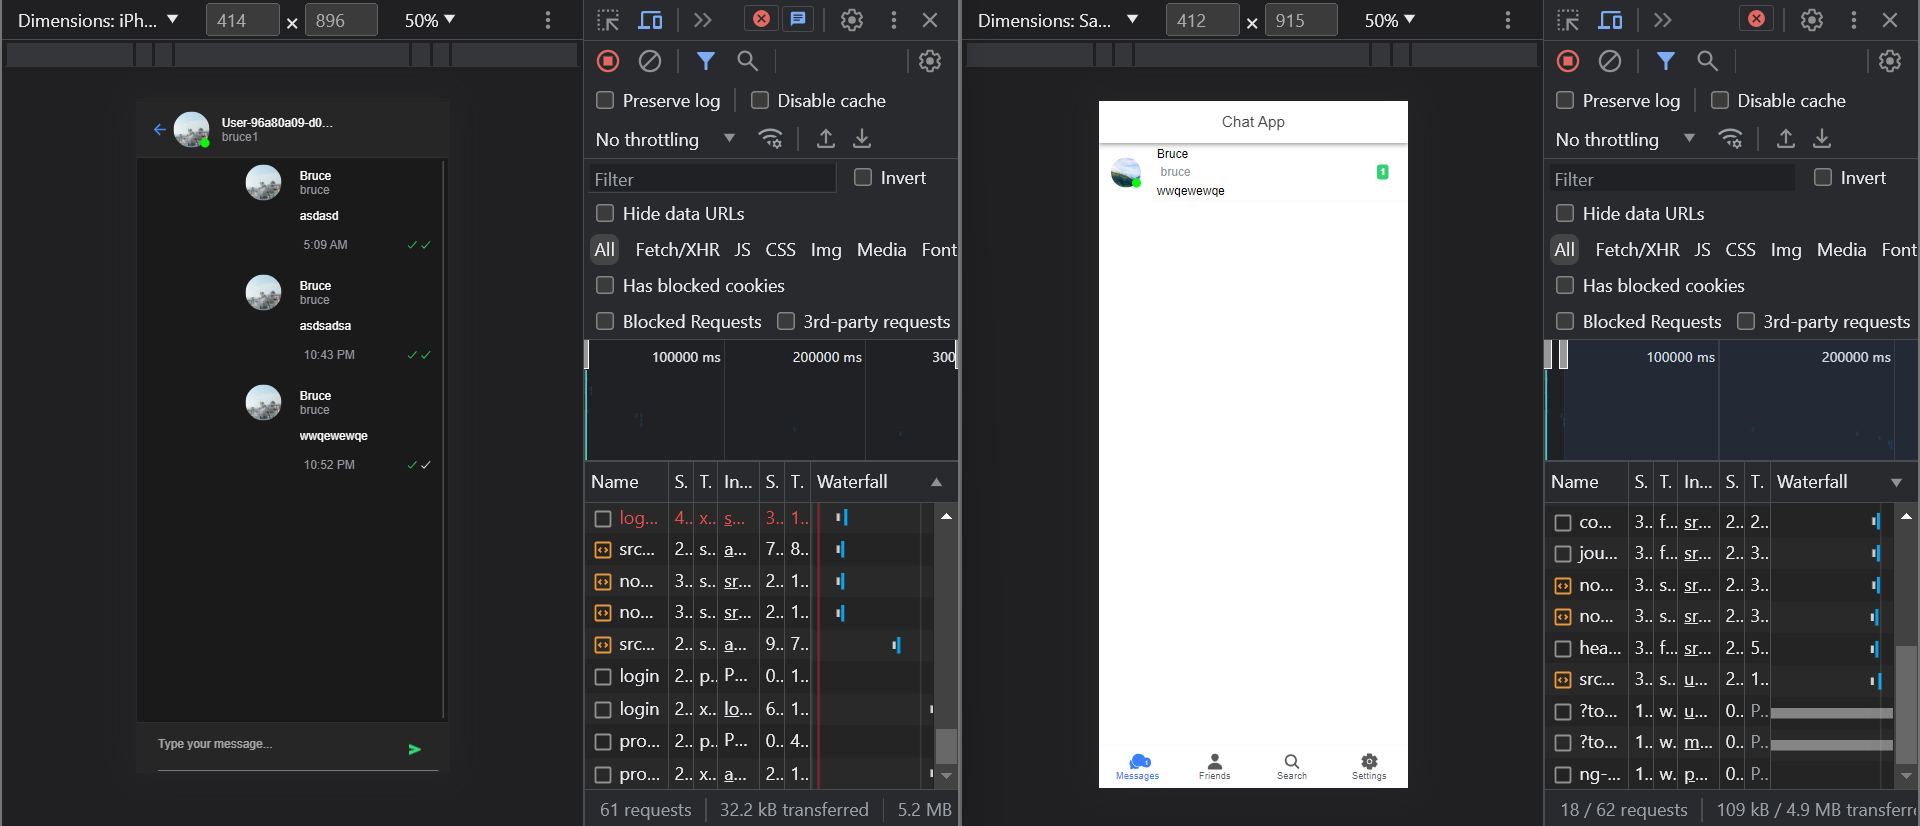 Dimensions: iPh... 414 × 896 50%
User-96a80a09-d0...
bruce1
Bruce
bruce
asdasd
5:09 AM
Bruce
bruce
asdsadsa
10:43 PM
Bruce
bruce
wwqewewqe
10:52 PM
Type your message...
Preserve log
Disable cache
No throttling
Filter
Invert
Hide data URLs
All Fetch/XHR JS CSS Img Media Font
Has blocked cookies
Blocked Requests
3rd-party requests
100000 ms 200000 ms 300
Name S. T. In... S. T. Waterfall
log... 4.. x.. s... 3.. 1..
src... 2.. s.. a... 7.. 8..
no... 3.. s.. sr... 2.. 1..
no... 3.. s.. sr... 2.. 1..
src... 2.. s.. a... 9.. 7..
login 2.. p.. P... 0.. 1..
login 2.. x.. lo... 6.. 1..
pro... 2.. p.. P... 0.. 4..
pro... 2.. x.. a... 2.. 1..
61 requests 32.2 kB transferred 5.2 MB
Dimensions: Sa... 412 × 915 50%
Chat App
Bruce
bruce
1
wwqewewqe
1
Messages Friends Search Settings
Preserve log
Disable cache
No throttling
Filter
Invert
Hide data URLs
All Fetch/XHR JS CSS Img Media Font
Has blocked cookies
Blocked Requests
3rd-party requests
100000 ms 200000 ms
Name S. T. In... S. T. Waterfall
co... 3.. f... sr... 2.. 2..
jou... 3.. f... sr... 2.. 3..
no... 3.. s.. sr... 2.. 3..
no... 3.. s.. sr... 2.. 3..
hea... 3.. f... sr... 2.. 5..
src... 3.. s.. u... 2.. 1..
?to... 1.. w. u... 0.. P..
?to... 1.. w. m... 0.. P..
ng-... 1.. w. p... 0.. P..
18 / 62 requests 109 kB / 4.9 MB transferre